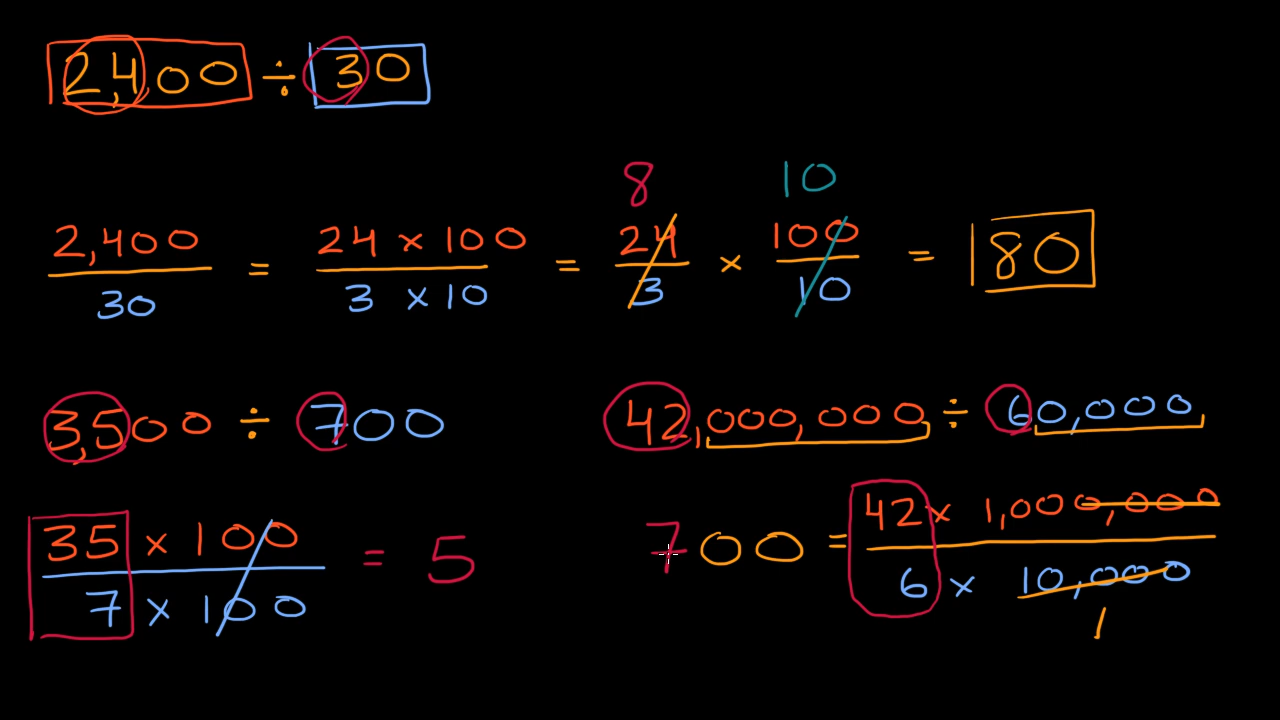 2,400 ÷ 30
8 10
2,400 / 30 = 24 x 100 / 3 x 10 = 24 / 3 x 100 / 10 = 80
3,500 ÷ 700
42,000,000 ÷ 60,000
35 x 100 / 7 x 100 = 5
700 = 42 x 1,000,000 / 6 x 10,000
1